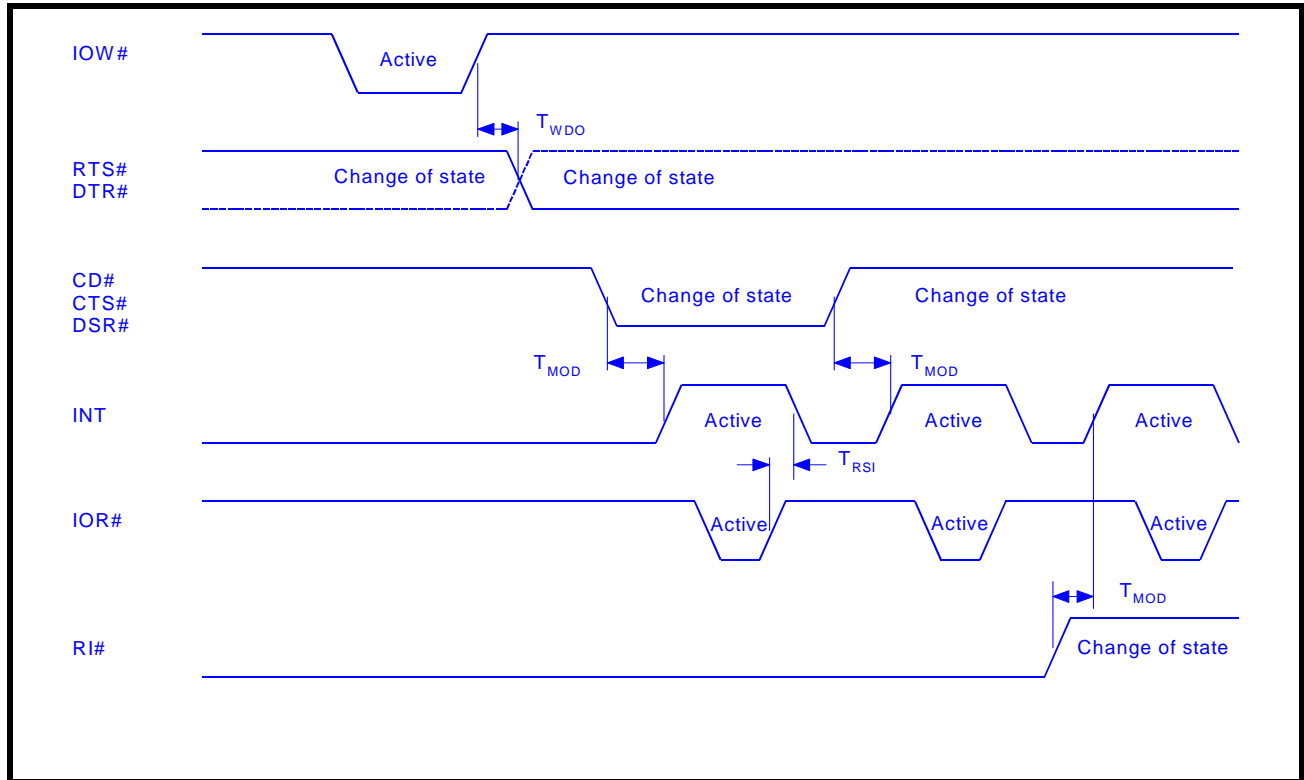 IOW#
Active
TWDO
RTS#
DTR#
Change of state
Change of state
CD#
CTS#
DSR#
Change of state
Change of state
TMOD
TMOD
INT
Active
Active
Active
TRSI
IOR#
Active
Active
Active
TMOD
RI#
Change of state